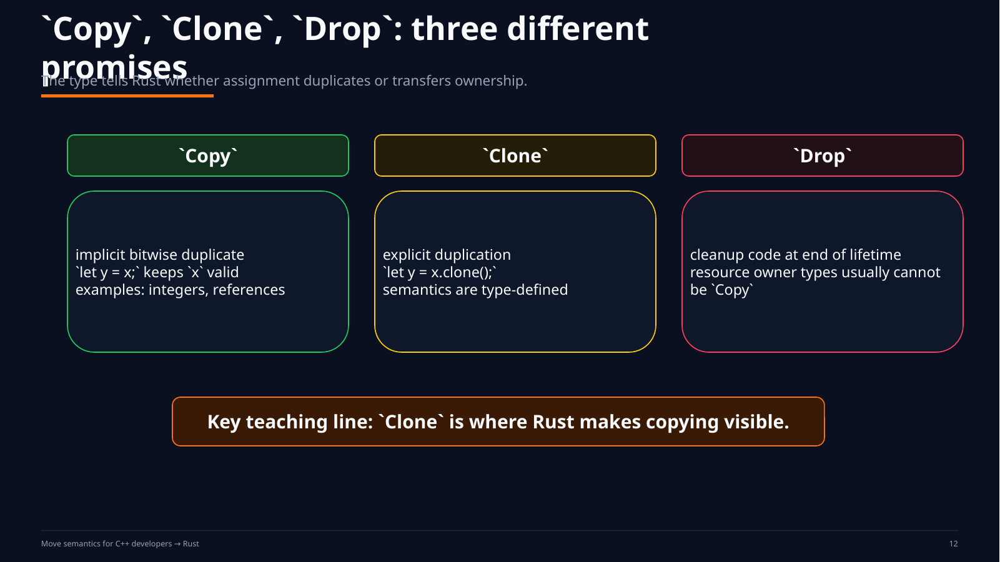 `Copy`, `Clone`, `Drop`: three different
promises
The type tells Rust whether assignment duplicates or transfers ownership.
`Copy`
`Clone`
`Drop`
implicit bitwise duplicate
`let y = x;` keeps `x` valid
examples: integers, references
explicit duplication
`let y = x.clone();`
semantics are type-defined
cleanup code at end of lifetime
resource owner types usually cannot
be `Copy`
Key teaching line: `Clone` is where Rust makes copying visible.
Move semantics for C++ developers → Rust
12